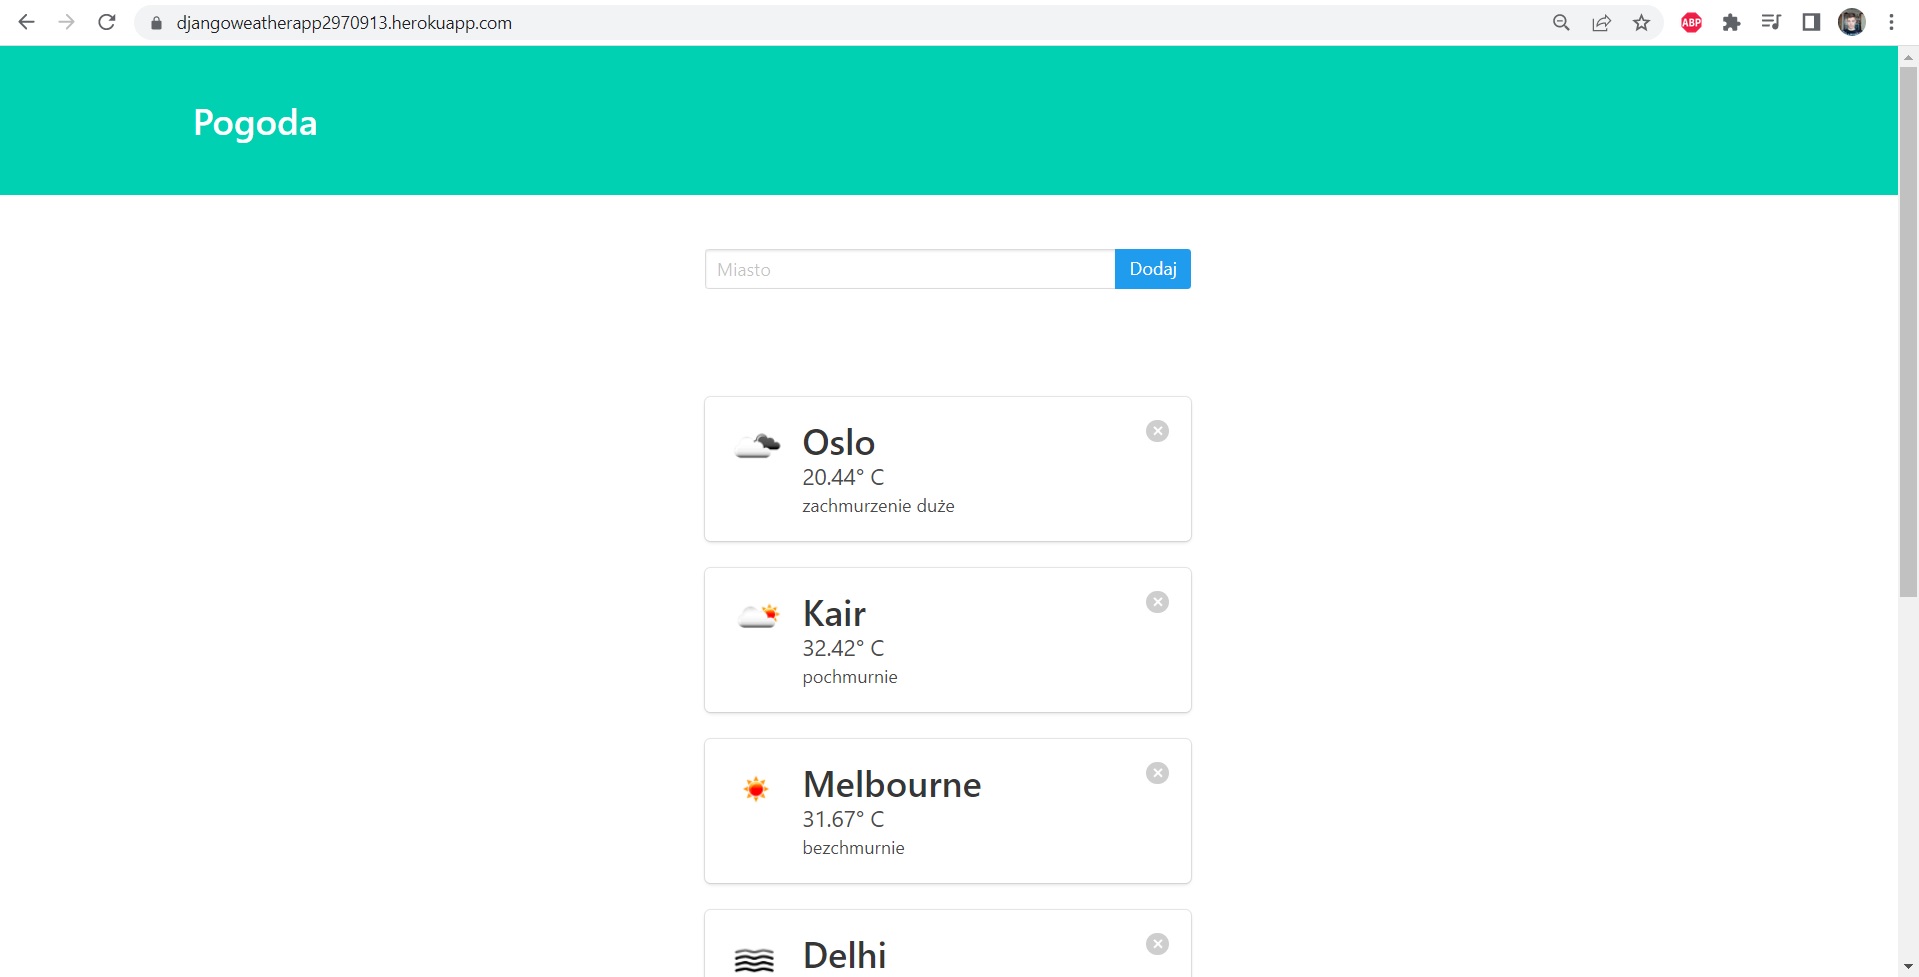 djangoweatherapp2970913.herokuapp.com
ABP
Pogoda
Miasto
Dodaj
Oslo
20.44° C
zachmurzenie duże
Kair
32.42° C
pochmurnie
Melbourne
31.67° C
bezchmurnie
Delhi